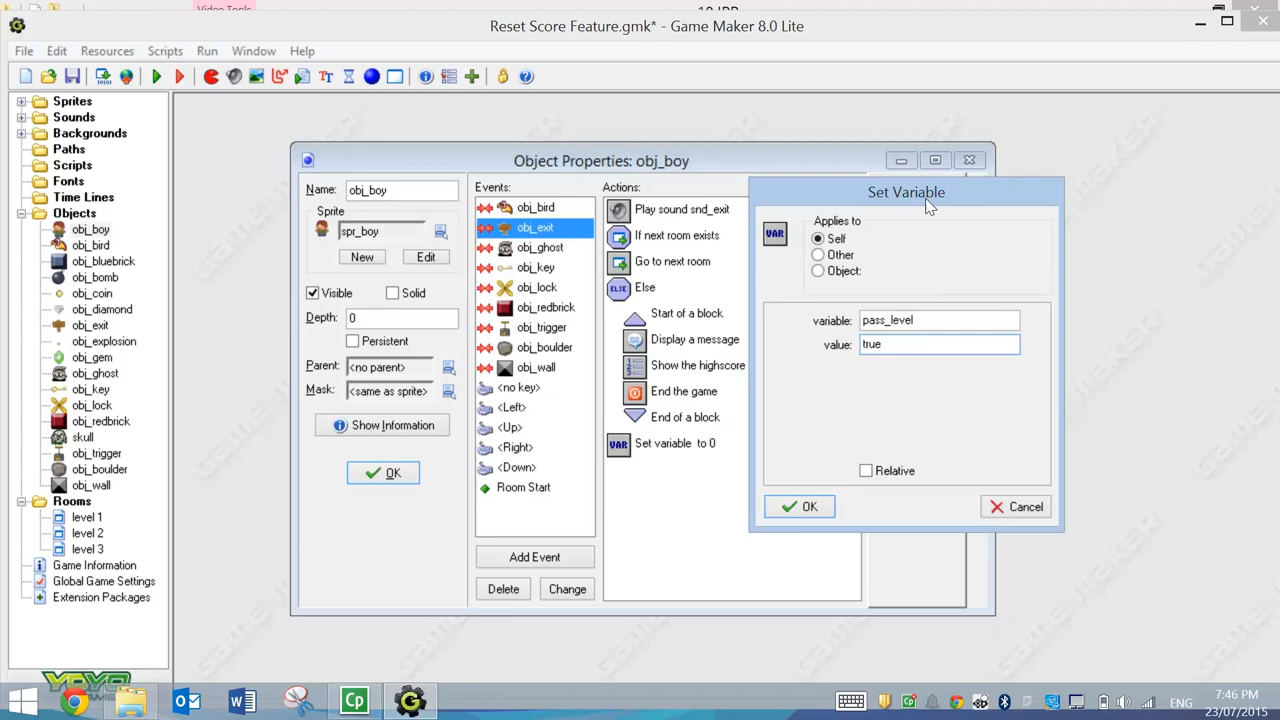 Video Tools
Reset Score Feature.gmk* - Game Maker 8.0 Lite
File Edit Resources Scripts Run Window Help
Sprites
Sounds
Backgrounds
Paths
Scripts
Fonts
Time Lines
Objects
obj_boy
obj_bird
obj_bluebrick
obj_bomb
obj_coin
obj_diamond
obj_exit
obj_explosion
obj_gem
obj_ghost
obj_key
obj_lock
obj_redbrick
skull
obj_trigger
obj_boulder
obj_wall
Rooms
level 1
level 2
level 3
Game Information
Global Game Settings
Extension Packages
Object Properties: obj_boy
Name: obj_boy
Sprite
spr_boy
New Edit
Visible Solid
Depth: 0
Persistent
Parent: <no parent>
Mask: <same as sprite>
Show Information
OK
Events:
obj_bird
obj_exit
obj_ghost
obj_key
obj_lock
obj_redbrick
obj_trigger
obj_boulder
obj_wall
<no key>
<Left>
<Up>
<Right>
<Down>
Room Start
Add Event
Delete Change
Actions:
Play sound snd_exit
If next room exists
Go to next room
ELSE Else
Start of a block
Display a message
Show the highscore
End the game
End of a block
VAR Set variable to 0
Set Variable
VAR
Applies to
Self
Other
Object:
variable: pass_level
value: true
Relative
OK Cancel
YOYO
ENG
7:46 PM
23/07/2015